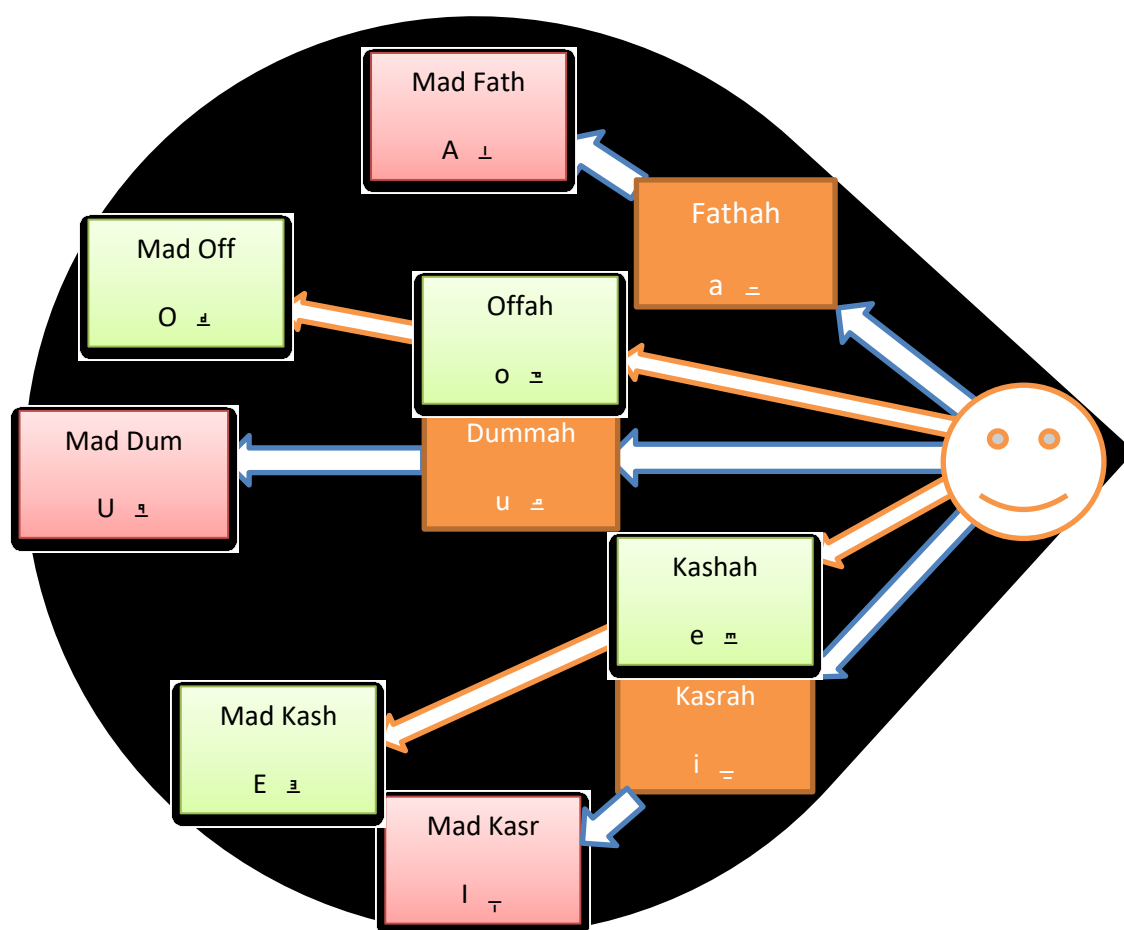 Mad Fath
A
Fathah
a
Mad Off
O
Offah
o
Mad Dum
U
Dummah
u
Kashah
e
Mad Kash
E
Kasrah
i
Mad Kasr
I